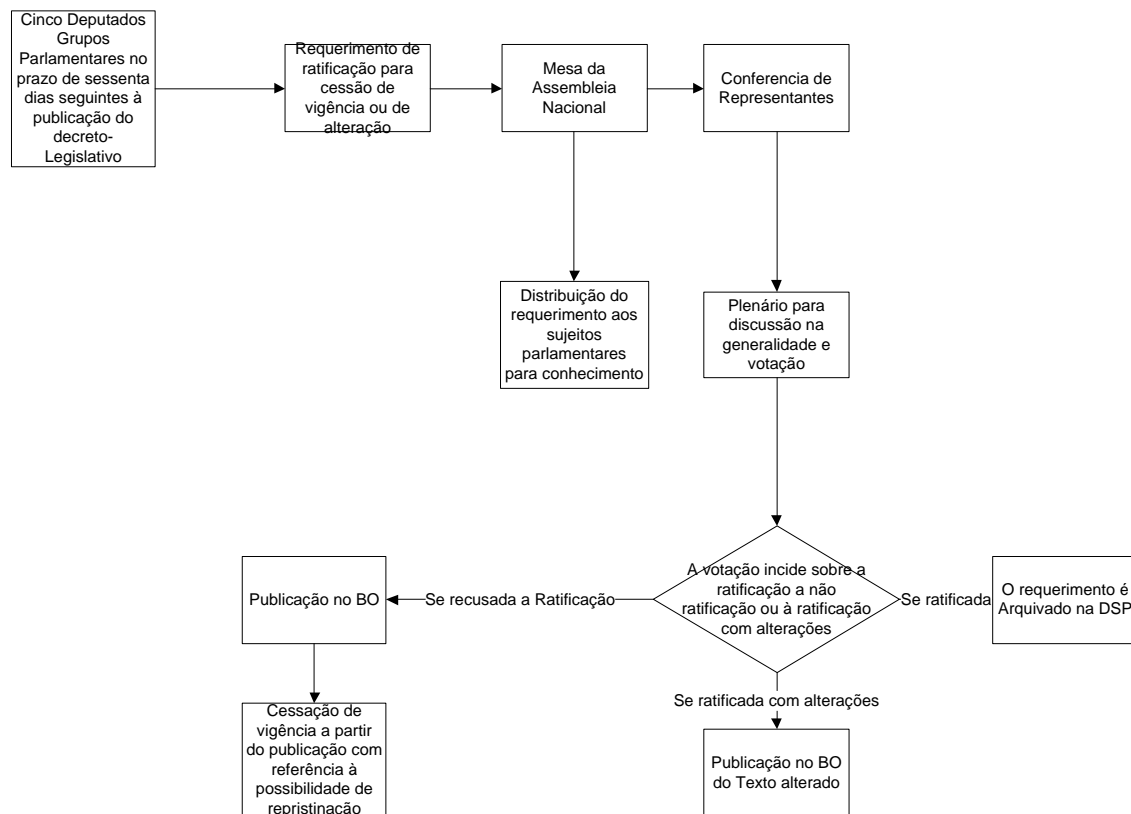 Cinco Deputados
Grupos
Parlamentares no
prazo de sessenta
dias seguintes à
publicação do
decreto-
Legislativo
Requerimento de
ratificação para
cessão de
vigência ou de
alteração
Mesa da
Assembleia
Nacional
Conferencia de
Representantes
Distribuição do
requerimento aos
sujeitos
parlamentares
para conhecimento
Plenário para
discussão na
generalidade e
votação
A votação incide sobre a
ratificação a não
ratificação ou à ratificação
com alterações
Se recusada a Ratificação
Publicação no BO
Se ratificada
O requerimento é
Arquivado na DSP
Se ratificada com alterações
Cessação de
vigência a partir
do publicação com
referência à
possibilidade de
repristinação
Publicação no BO
do Texto alterado